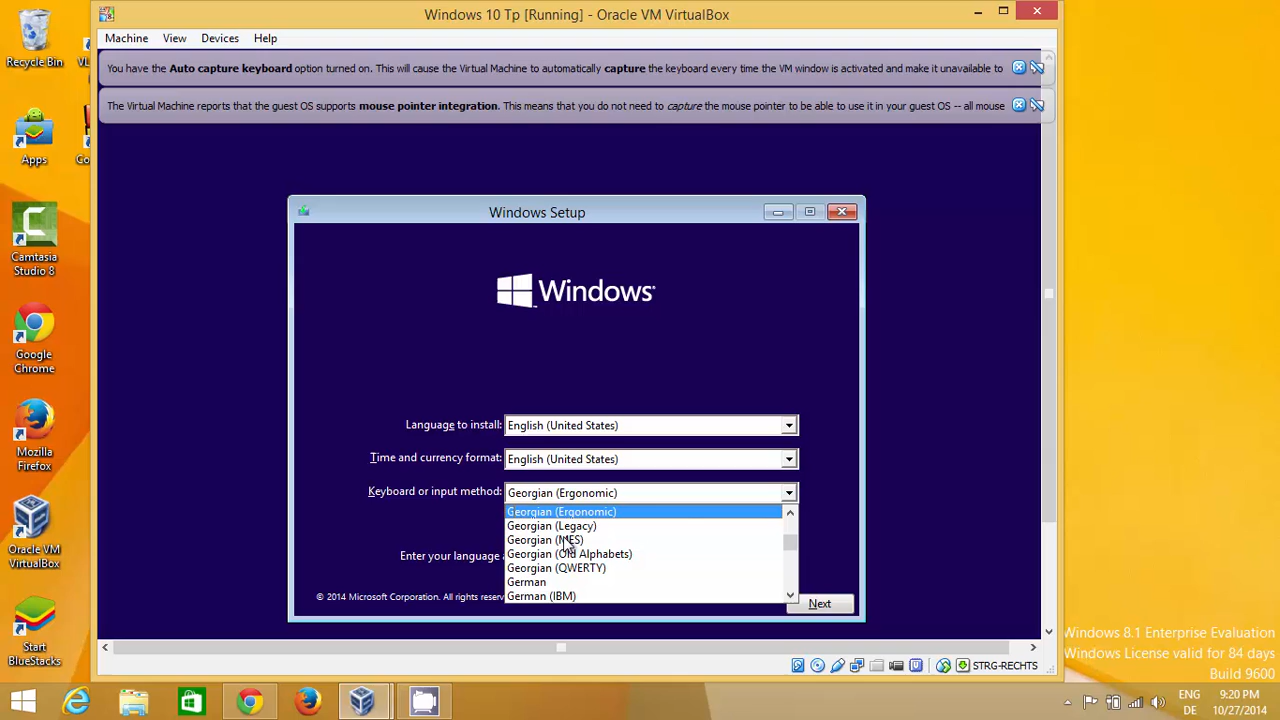 Windows 10 Tp [Running] - Oracle VM VirtualBox
Machine View Devices Help
You have the Auto capture keyboard option turned on. This will cause the Virtual Machine to automatically capture the keyboard every time the VM window is activated and make it unavailable to
The Virtual Machine reports that the guest OS supports mouse pointer integration. This means that you do not need to capture the mouse pointer to be able to use it in your guest OS -- all mouse
Recycle Bin
VL
Apps
Co
Camtasia
Studio 8
Google
Chrome
Mozilla
Firefox
Oracle VM
VirtualBox
Start
BlueStacks
Windows Setup
Windows
Language to install: English (United States)
Time and currency format: English (United States)
Keyboard or input method: Georgian (Ergonomic)
Georgian (Ergonomic)
Georgian (Legacy)
Georgian (MES)
Georgian (Old Alphabets)
Georgian (QWERTY)
German
German (IBM)
Enter your language
© 2014 Microsoft Corporation. All rights reserv
Next
STRG-RECHTS
Windows 8.1 Enterprise Evaluation
Windows License valid for 84 days
Build 9600
ENG
DE
9:20 PM
10/27/2014